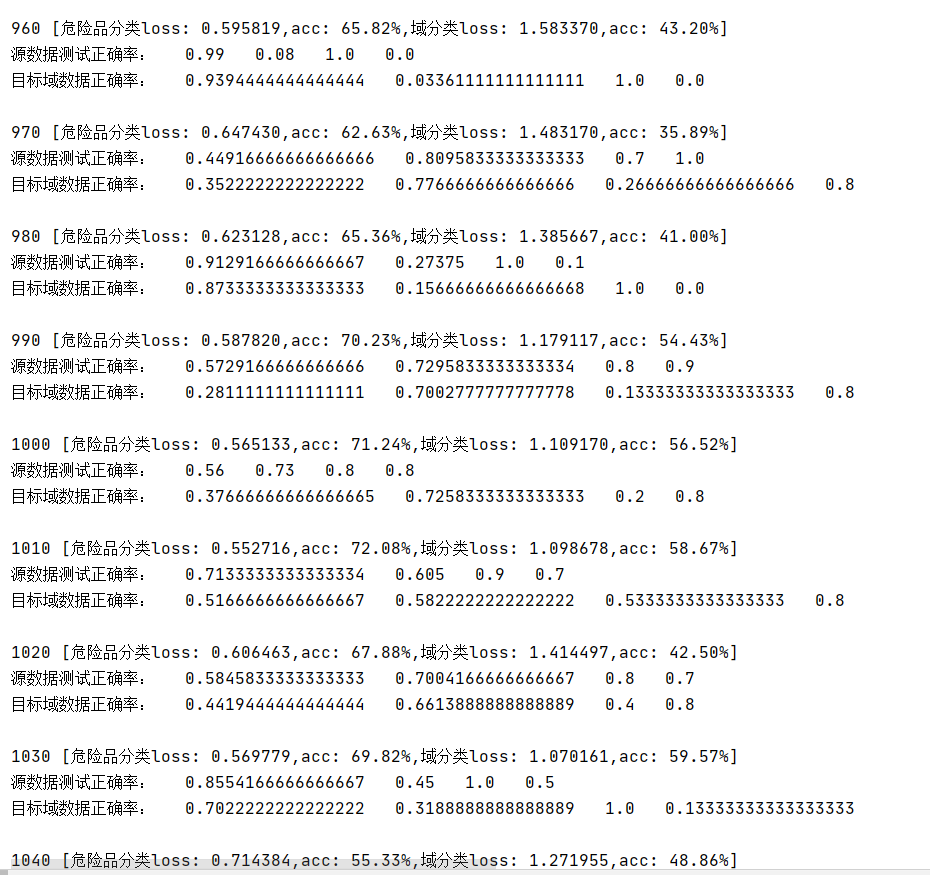 960 [危险品分类loss: 0.595819,acc: 65.82%,域分类loss: 1.583370,acc: 43.20%]
源数据测试正确率： 0.99 0.08 1.0 0.0
目标域数据正确率： 0.9394444444444444 0.03361111111111111 1.0 0.0
970 [危险品分类loss: 0.647430,acc: 62.63%,域分类loss: 1.483170,acc: 35.89%]
源数据测试正确率： 0.44916666666666666 0.8095833333333333 0.7 1.0
目标域数据正确率： 0.3522222222222222 0.7766666666666666 0.26666666666666666 0.8
980 [危险品分类loss: 0.623128,acc: 65.36%,域分类loss: 1.385667,acc: 41.00%]
源数据测试正确率： 0.9129166666666667 0.27375 1.0 0.1
目标域数据正确率： 0.8733333333333333 0.15666666666666668 1.0 0.0
990 [危险品分类loss: 0.587820,acc: 70.23%,域分类loss: 1.179117,acc: 54.43%]
源数据测试正确率： 0.5729166666666666 0.7295833333333334 0.8 0.9
目标域数据正确率： 0.2811111111111111 0.7002777777777778 0.13333333333333333 0.8
1000 [危险品分类loss: 0.565133,acc: 71.24%,域分类loss: 1.109170,acc: 56.52%]
源数据测试正确率： 0.56 0.73 0.8 0.8
目标域数据正确率： 0.37666666666666665 0.7258333333333333 0.2 0.8
1010 [危险品分类loss: 0.552716,acc: 72.08%,域分类loss: 1.098678,acc: 58.67%]
源数据测试正确率： 0.7133333333333334 0.605 0.9 0.7
目标域数据正确率： 0.5166666666666667 0.5822222222222222 0.5333333333333333 0.8
1020 [危险品分类loss: 0.606463,acc: 67.88%,域分类loss: 1.414497,acc: 42.50%]
源数据测试正确率： 0.5845833333333333 0.7004166666666667 0.8 0.7
目标域数据正确率： 0.4419444444444444 0.6613888888888889 0.4 0.8
1030 [危险品分类loss: 0.569779,acc: 69.82%,域分类loss: 1.070161,acc: 59.57%]
源数据测试正确率： 0.8554166666666667 0.45 1.0 0.5
目标域数据正确率： 0.7022222222222222 0.3188888888888889 1.0 0.13333333333333333
1040 [危险品分类loss: 0.714384,acc: 55.33%,域分类loss: 1.271955,acc: 48.86%]